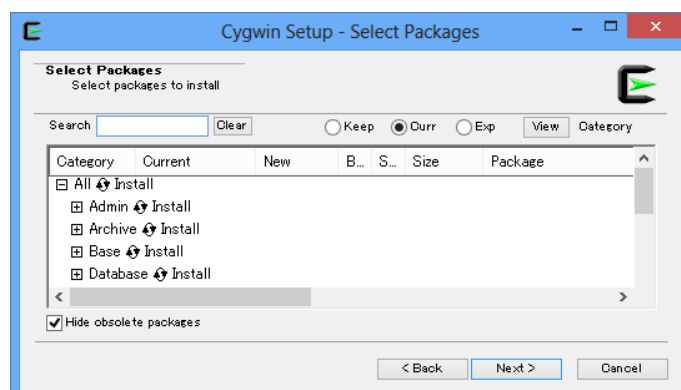 Cygwin Setup - Select Packages
Select Packages
Select packages to install
Search Clear Keep Curr Exp View Category
Category Current New B... S... Size Package
All Install
Admin Install
Archive Install
Base Install
Database Install
Hide obsolete packages
< Back Next > Cancel